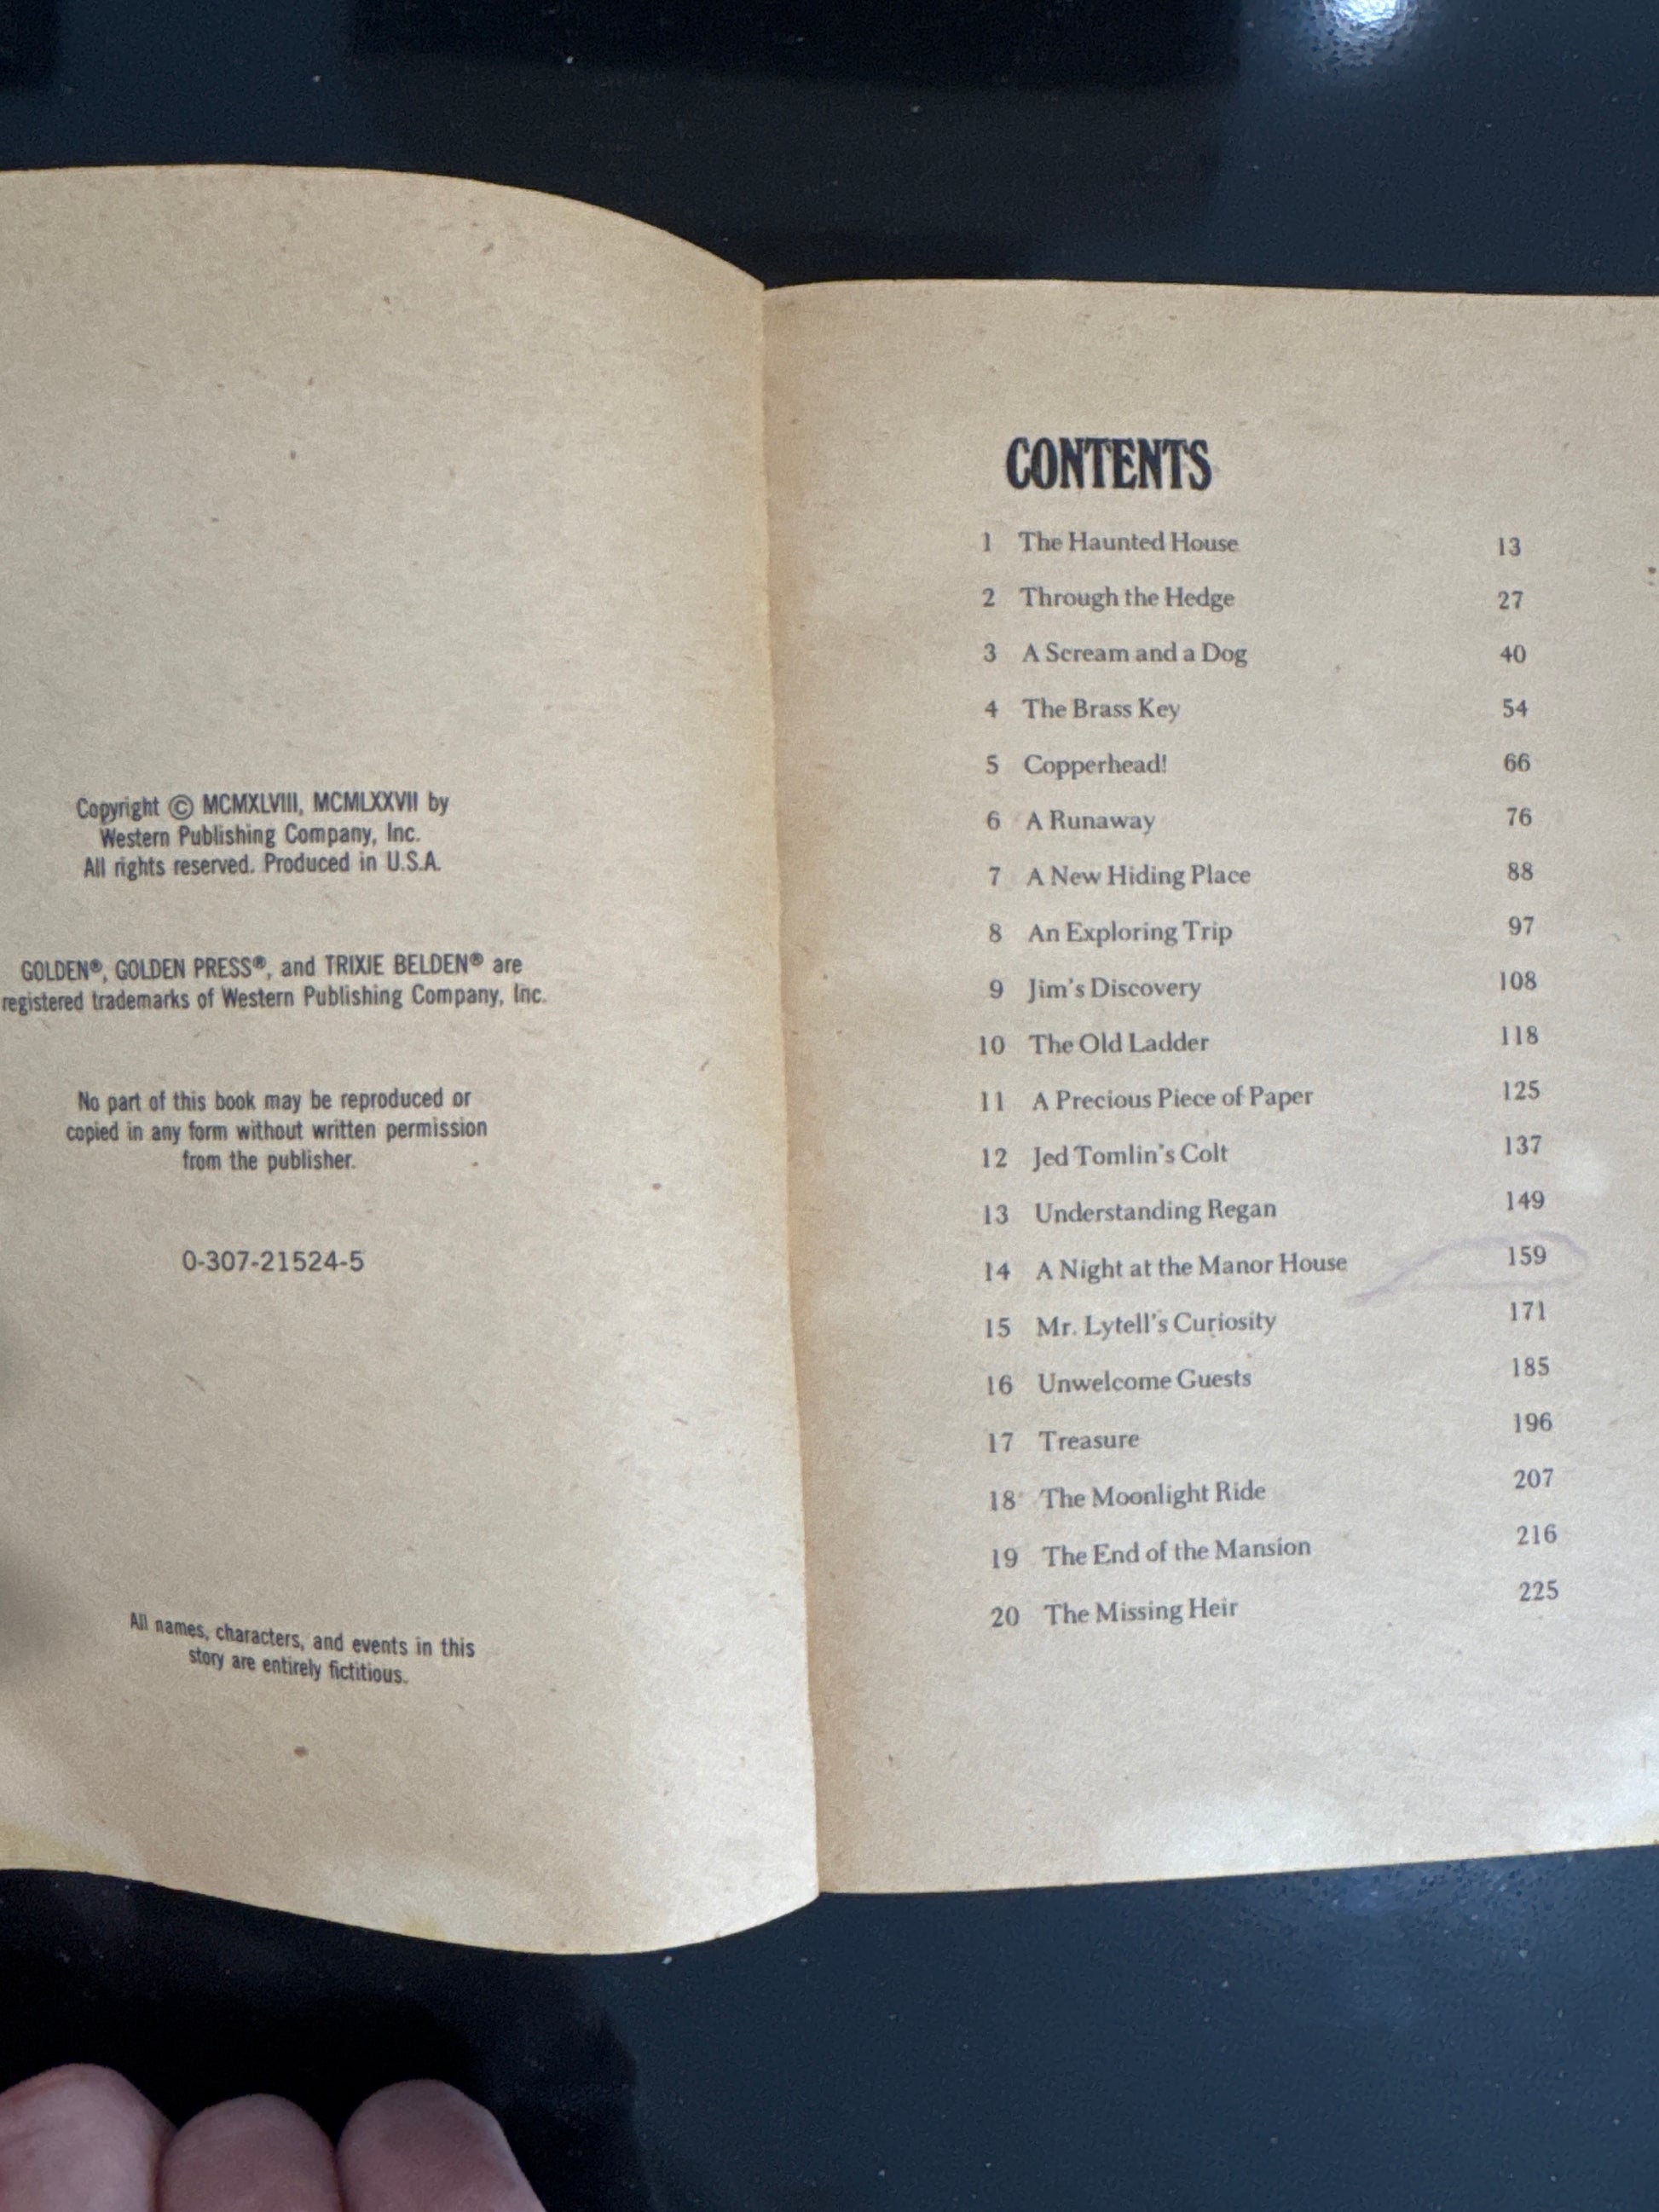 Copyright © MCMXLVIII, MCMLXXVII by
Western Publishing Company, Inc.
All rights reserved. Produced in U.S.A.
GOLDEN®, GOLDEN PRESS®, and TRIXIE BELDEN® are
registered trademarks of Western Publishing Company, Inc.
No part of this book may be reproduced or
copied in any form without written permission
from the publisher.
0-307-21524-5
All names, characters, and events in this
story are entirely fictitious.
CONTENTS
1 The Haunted House 13
2 Through the Hedge 27
3 A Scream and a Dog 40
4 The Brass Key 54
5 Copperhead! 66
6 A Runaway 76
7 A New Hiding Place 88
8 An Exploring Trip 97
9 Jim's Discovery 108
10 The Old Ladder 118
11 A Precious Piece of Paper 125
12 Jed Tomlin's Colt 137
13 Understanding Regan 149
14 A Night at the Manor House 159
15 Mr. Lytell's Curiosity 171
16 Unwelcome Guests 185
17 Treasure 196
18 The Moonlight Ride 207
19 The End of the Mansion 216
20 The Missing Heir 225